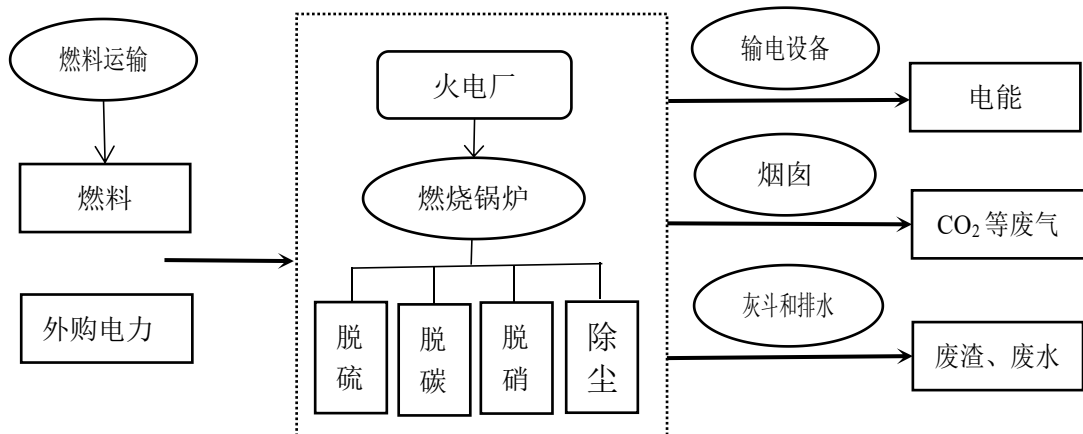 燃料运输
燃料
外购电力
火电厂
燃烧锅炉
脱
硫
脱
碳
脱
硝
除
尘
输电设备
电能
烟囱
CO₂等废气
灰斗和排水
废渣、废水